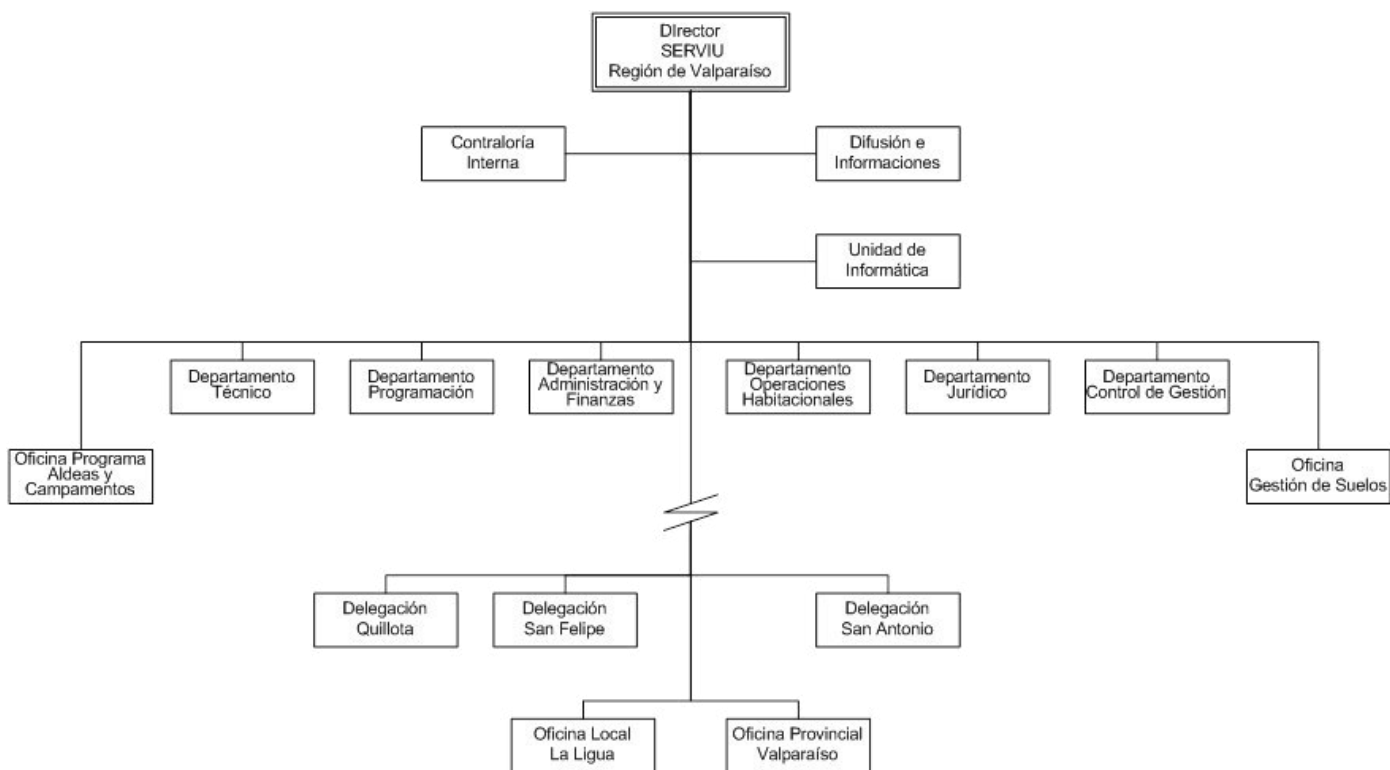 DIrector
SERVIU
Región de Valparaíso
Contraloría
Interna
Difusión e
Informaciones
Unidad de
Informática
Departamento
Técnico
Departamento
Programación
Departamento
Administración y
Finanzas
Departamento
Operaciones
Habitacionales
Departamento
Jurídico
Departamento
Control de Gestión
Oficina Programa
Aldeas y
Campamentos
Oficina
Gestión de Suelos
Delegación
Quillota
Delegación
San Felipe
Delegación
San Antonio
Oficina Local
La Ligua
Oficina Provincial
Valparaíso